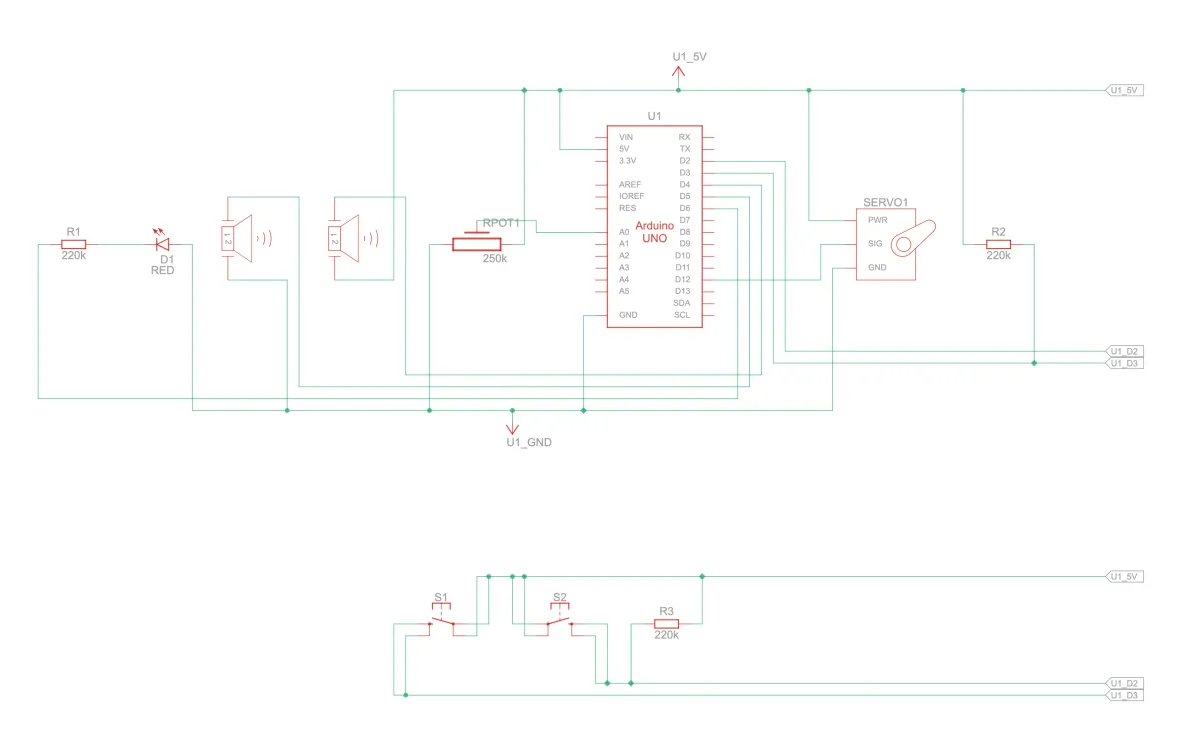 U1_5V
U1_5V
U1
VIN
5V
3.3V
AREF
IOREF
RES
A0
A1
A2
A3
A4
A5
GND
Arduino
UNO
RX
TX
D2
D3
D4
D5
D6
D7
D8
D9
D10
D11
D12
D13
SDA
SCL
SERVO1
PWR
SIG
GND
R1
220k
D1
RED
1 2
1 2
RPOT1
250k
R2
220k
U1_D2
U1_D3
U1_GND
U1_5V
S1
S2
R3
220k
U1_D2
U1_D3